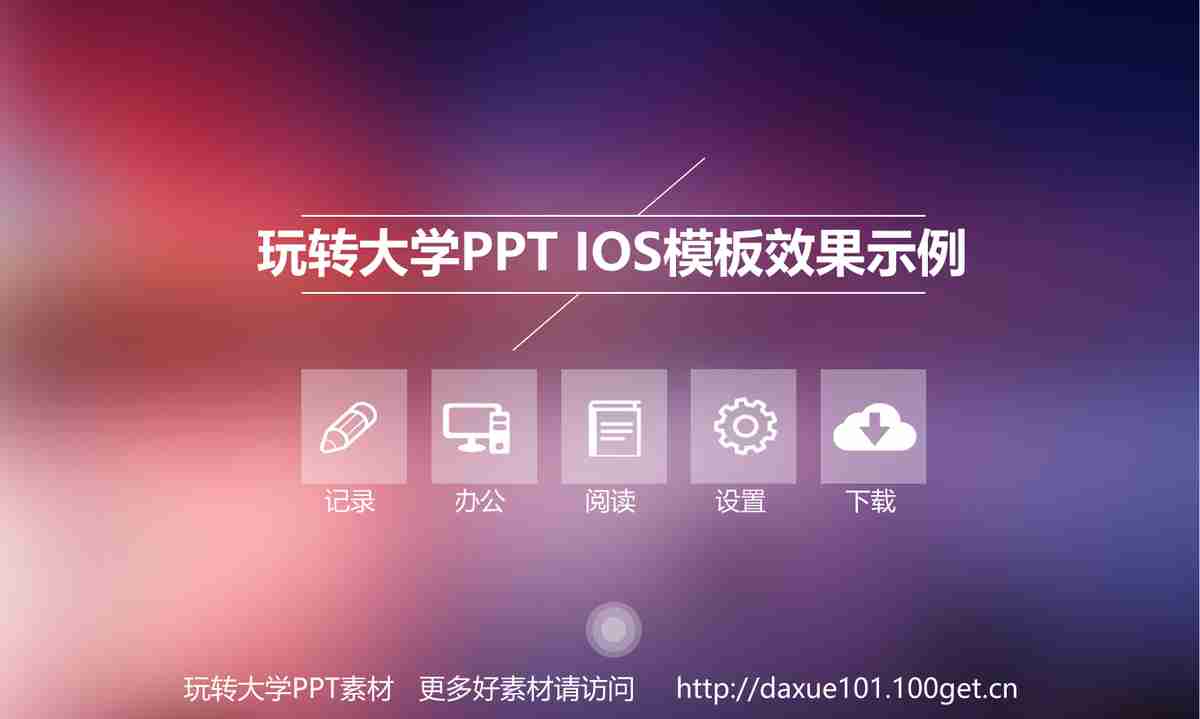 玩转大学PPT IOS模板效果示例
记录 办公 阅读 设置 下载
玩转大学PPT素材 更多好素材请访问 http://daxue101.100get.cn